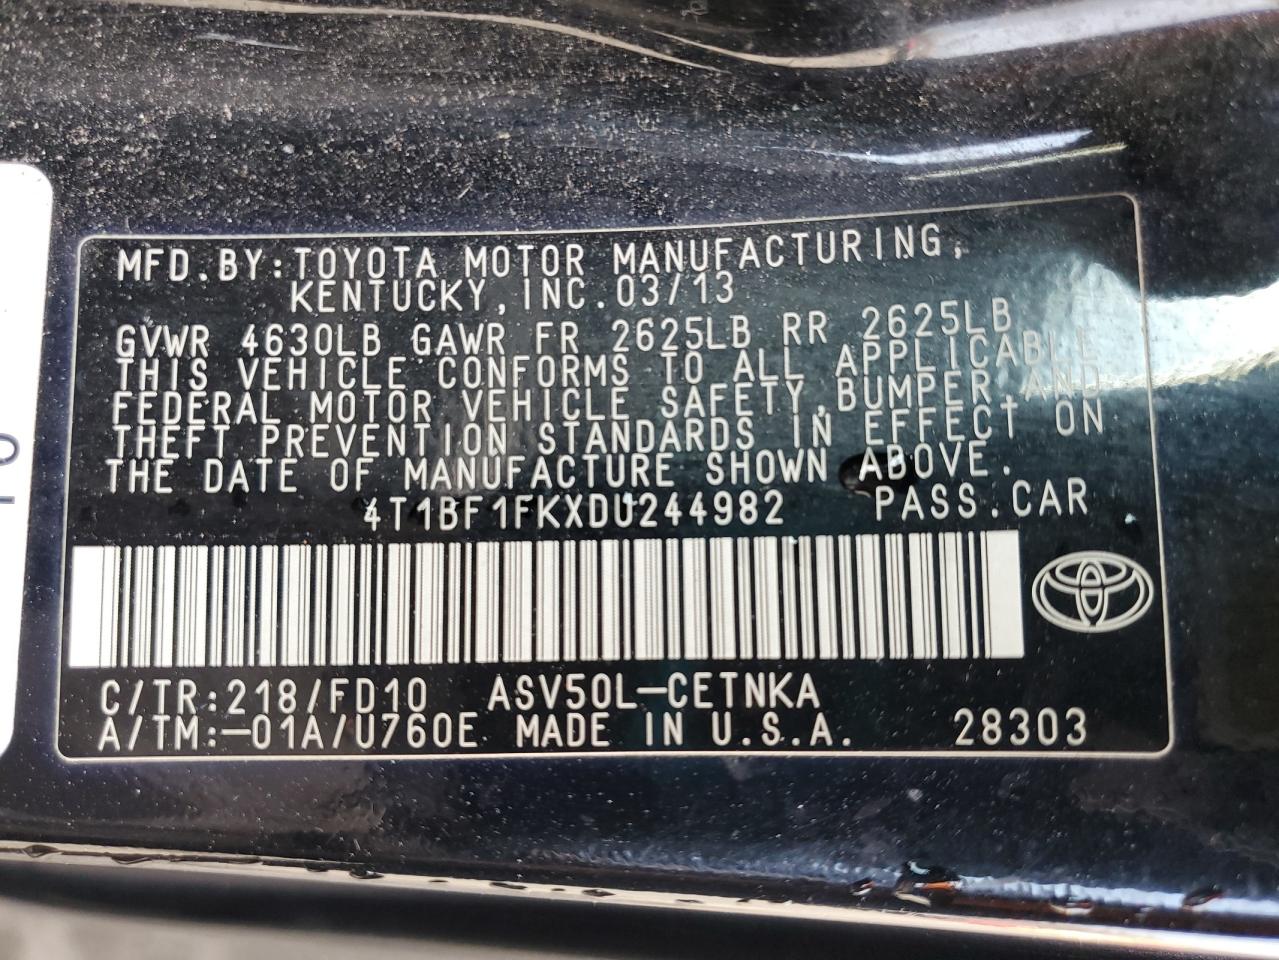 MFD.BY:TOYOTA MOTOR MANUFACTURING,
KENTUCKY,INC.03/13
GVWR 4630LB GAWR FR 2625LB RR 2625LB
THIS VEHICLE CONFORMS TO ALL APPLICABLE
FEDERAL MOTOR VEHICLE SAFETY,BUMPER AND
THEFT PREVENTION STANDARDS IN EFFECT ON
THE DATE OF MANUFACTURE SHOWN ABOVE.
4T1BF1FKXDU244982 PASS.CAR
C/TR:218/FD10 ASV50L-CETNKA
A/TM:-01A/U760E MADE IN U.S.A. 28303